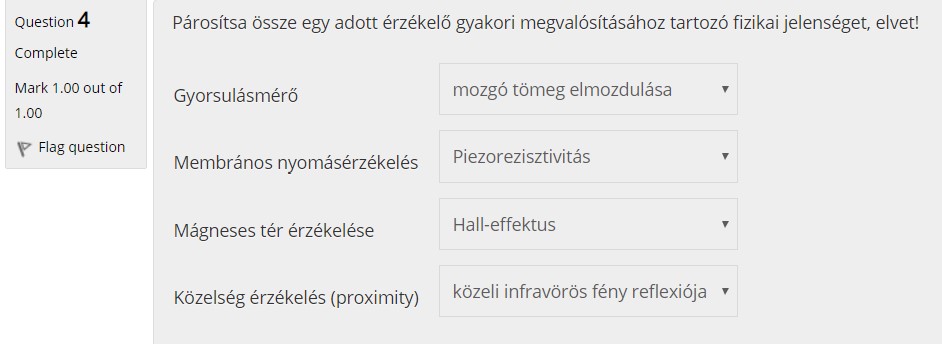 Question 4
Complete
Mark 1.00 out of
1.00
Flag question
Párosítsa össze egy adott érzékelő gyakori megvalósításához tartozó fizikai jelenséget, elvet!
Gyorsulásmérő
mozgó tömeg elmozdulása
Membrános nyomásérzékelés
Piezorezisztivitás
Mágneses tér érzékelése
Hall-effektus
Közelség érzékelés (proximity)
közeli infravörös fény reflexiója